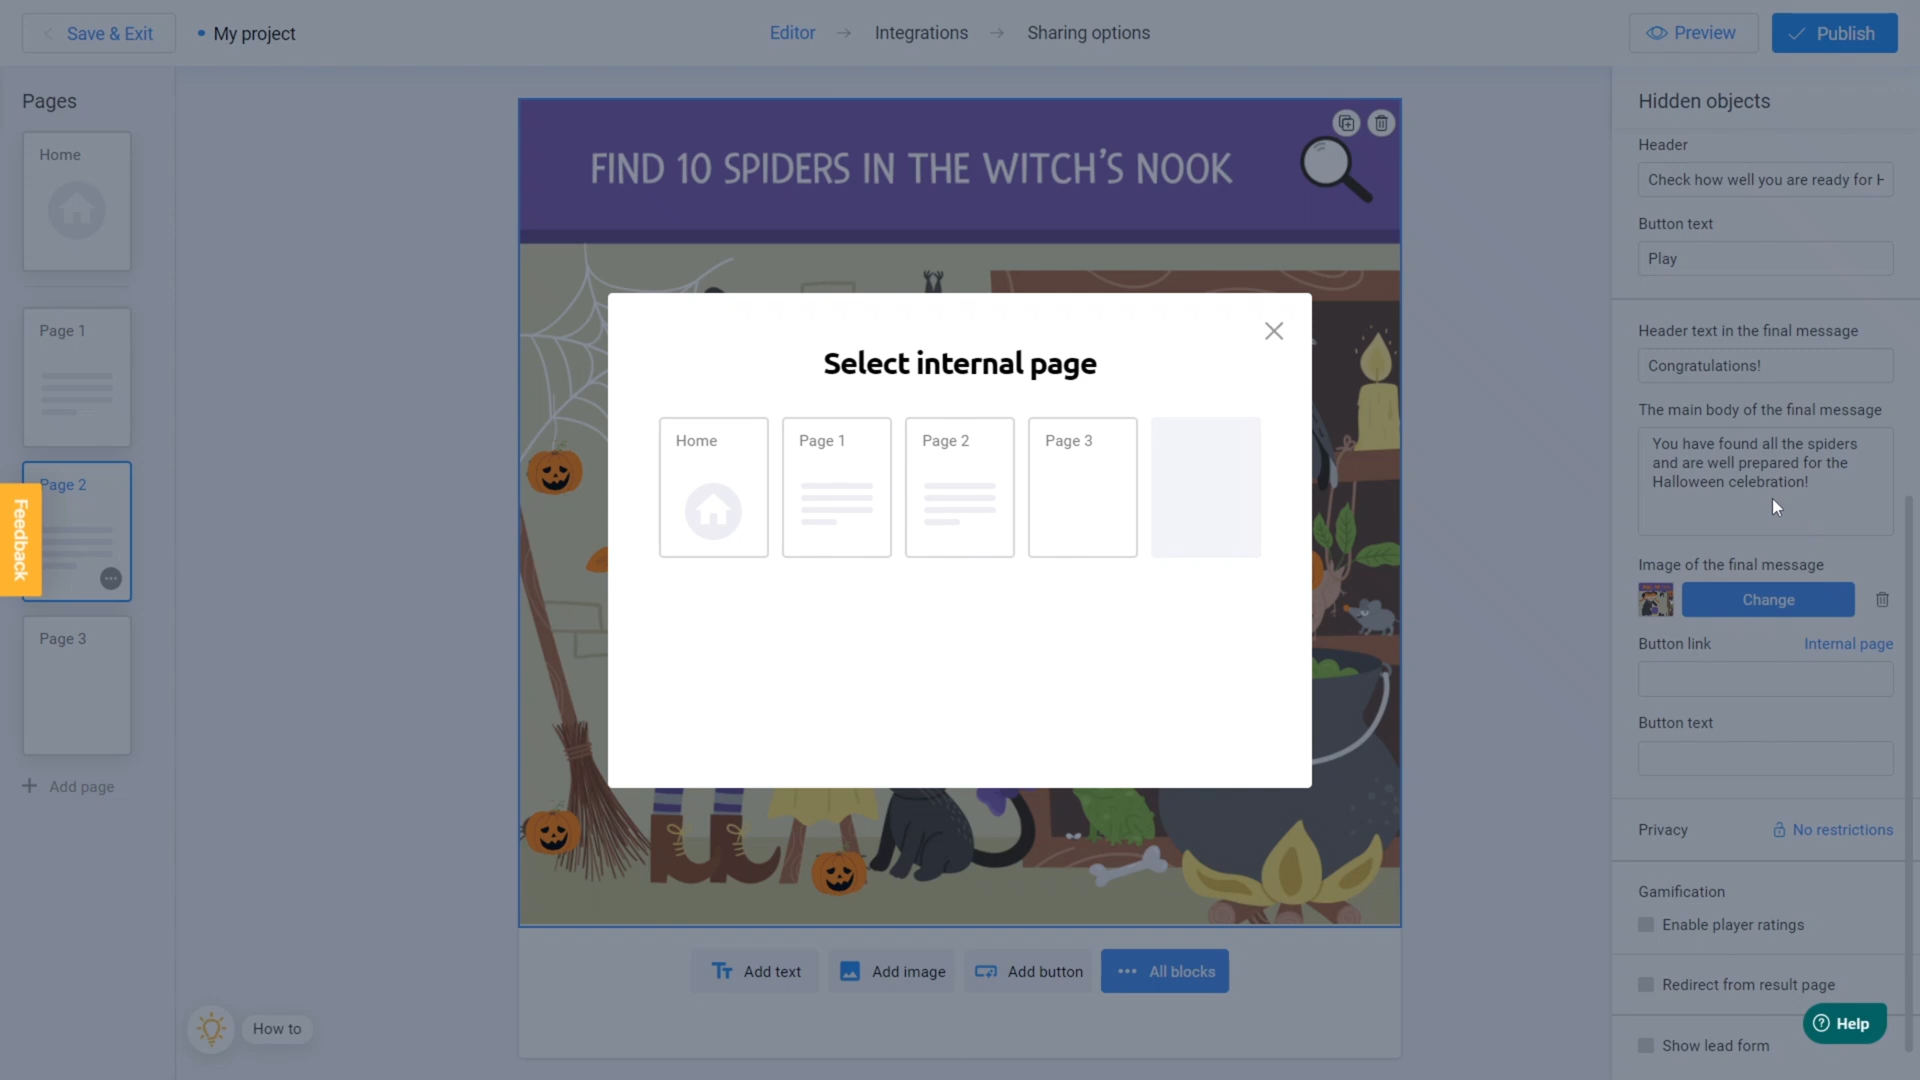 Save & Exit
My project
Editor
Integrations
Sharing options
Preview
Publish
Pages
Home
Page 1
Page 2
Page 3
Add page
Feedback
FIND 10 SPIDERS IN THE WITCH'S NOOK
Select internal page
Home
Page 1
Page 2
Page 3
Add text
Add image
Add button
All blocks
How to
Hidden objects
Header
Check how well you are ready for H
Button text
Play
Header text in the final message
Congratulations!
The main body of the final message
You have found all the spiders
and are well prepared for the
Halloween celebration!
Image of the final message
Change
Button link
Internal page
Button text
Privacy
No restrictions
Gamification
Enable player ratings
Redirect from result page
Help
Show lead form